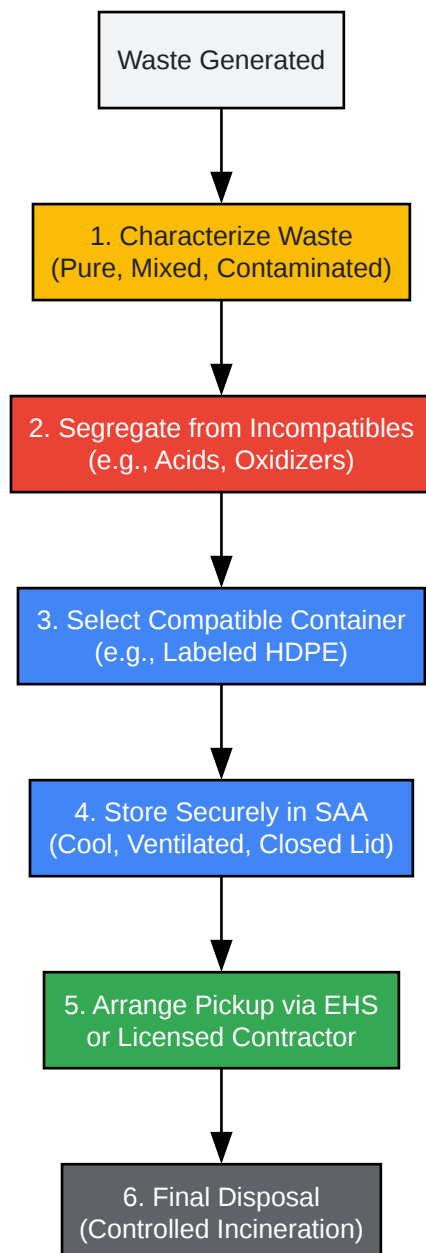 Waste Generated
1. Characterize Waste
(Pure, Mixed, Contaminated)
2. Segregate from Incompatibles
(e.g., Acids, Oxidizers)
3. Select Compatible Container
(e.g., Labeled HDPE)
4. Store Securely in SAA
(Cool, Ventilated, Closed Lid)
5. Arrange Pickup via EHS
or Licensed Contractor
6. Final Disposal
(Controlled Incineration)